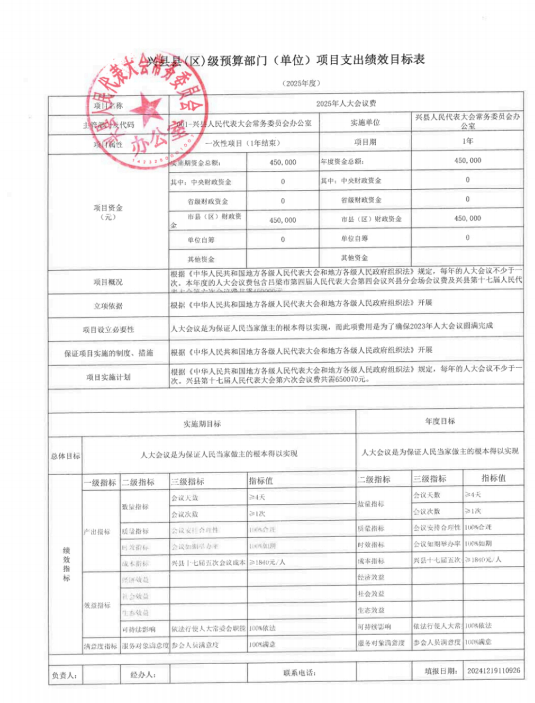 兴县县(区)级预算部门（单位）项目支出绩效目标表
（2025年度）
项目名称 2025年人大会议费
主管部门及代码 001-兴县人民代表大会常务委员会办公室 实施单位 兴县人民代表大会常务委员会办公室
项目属性 一次性项目（1年结束） 项目期 1年
项目资金（元）
实施期资金总额: 450,000 年度资金总额: 450,000
其中: 中央财政资金 0 其中: 中央财政资金 0
省级财政资金 0 省级财政资金 0
市县（区）财政资金 450,000 市县（区）财政资金 450,000
单位自筹 0 单位自筹 0
其他资金 其他资金
项目概况 根据《中华人民共和国地方各级人民代表大会和地方各级人民政府组织法》规定，每年的人大会议不少于一
次。本年度的人大会议费包含吕梁市第四届人民代表大会第四会议兴县分会场会议费及兴县第十七届人民代
立项依据 根据《中华人民共和国地方各级人民代表大会和地方各级人民政府组织法》开展
项目设立必要性 人大会议是为保证人民当家做主的根本得以实现，而此项费用是为了确保2023年人大会议圆满完成
保证项目实施的制度、措施 根据《中华人民共和国地方各级人民代表大会和地方各级人民政府组织法》开展
项目实施计划 根据《中华人民共和国地方各级人民代表大会和地方各级人民政府组织法》规定，每年的人大会议不少于一
次。兴县第十七届人民代表大会第六次会议费共需650070元。
实施期目标 年度目标
总体目标 人大会议是为保证人民当家做主的根本得以实现 人大会议是为保证人民当家做主的根本得以实现
绩效指标
一级指标 二级指标 三级指标 指标值 二级指标 三级指标 指标值
产出指标 数量指标 会议天数 ≥4天 数量指标 会议天数 ≥4天
会议次数 ≥1次 会议次数 ≥1次
质量指标 会议安排合理性 100%合理 质量指标 会议安排合理性 100%合理
时效指标 会议如期举办率 100%如期 时效指标 会议如期举办率 100%如期
成本指标 兴县十七届五次会议成本 ≥1840元/人 成本指标 兴县十七届五次 ≥1840元/人
效益指标 经济效益 经济效益
社会效益 社会效益
生态效益 生态效益
可持续影响 依法行使人大常委会职能 100%依法 可持续影响 依法行使人大常 100%依法
满意度指标 服务对象满意度 参会人员满意度 100%满意 服务对象满意度 参会人员满意度 100%满意
负责人: 经办人: 联系电话: 填报日期: 20241219110926